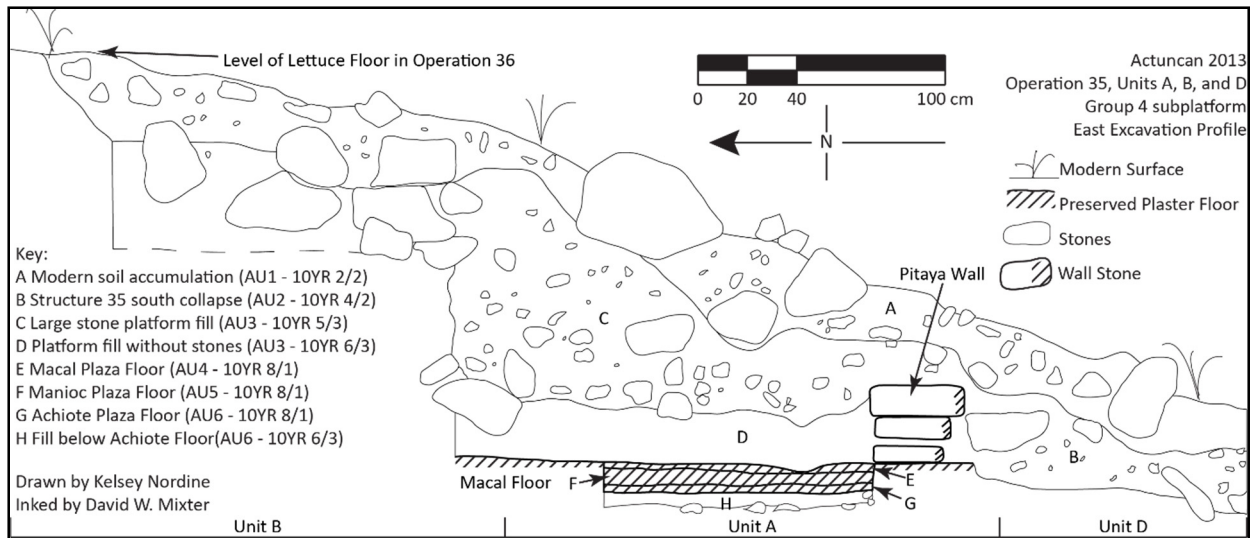 Level of Lettuce Floor in Operation 36
0 20 40 100 cm
N
Actuncan 2013
Operation 35, Units A, B, and D
Group 4 subplatform
East Excavation Profile
Modern Surface
Preserved Plaster Floor
Stones
Wall Stone
Pitaya Wall
Key:
A Modern soil accumulation (AU1 - 10YR 2/2)
B Structure 35 south collapse (AU2 - 10YR 4/2)
C Large stone platform fill (AU3 - 10YR 5/3)
D Platform fill without stones (AU3 - 10YR 6/3)
E Macal Plaza Floor (AU4 - 10YR 8/1)
F Manioc Plaza Floor (AU5 - 10YR 8/1)
G Achiote Plaza Floor (AU6 - 10YR 8/1)
H Fill below Achiote Floor(AU6 - 10YR 6/3)
Drawn by Kelsey Nordine
Inked by David W. Mixter
A
C
D
B
Macal Floor
F
E
G
H
Unit B
Unit A
Unit D